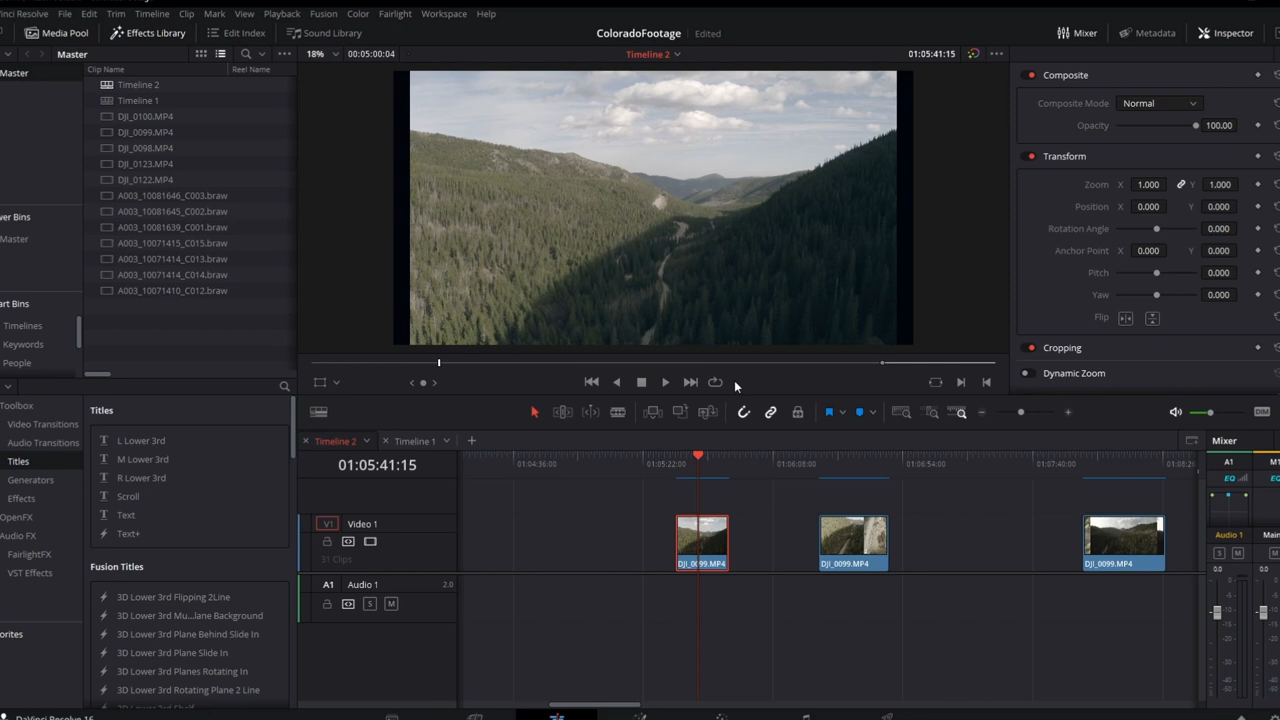 inci Resolve File Edit Trim Timeline Clip Mark View Playback Fusion Color Fairlight Workspace Help
Media Pool Effects Library Edit Index Sound Library ColoradoFootage Edited Mixer Metadata Inspector
Master 18% 00:05:00:04 Timeline 2 01:05:41:15
Master
Clip Name Reel Name
Timeline 2
Timeline 1
DJI_0100.MP4
DJI_0099.MP4
DJI_0098.MP4
DJI_0123.MP4
DJI_0122.MP4
A003_10081646_C003.braw
A003_10081645_C002.braw
A003_10081639_C001.braw
A003_10071415_C015.braw
A003_10071414_C013.braw
A003_10071414_C014.braw
A003_10071410_C012.braw
wer Bins
Master
art Bins
Timelines
Keywords
People
Composite
Composite Mode Normal
Opacity 100.00
Transform
Zoom X 1.000 Y 1.000
Position X 0.000 Y 0.000
Rotation Angle 0.000
Anchor Point X 0.000 Y 0.000
Pitch 0.000
Yaw 0.000
Flip
Cropping
Dynamic Zoom
Toolbox
Video Transitions
Audio Transitions
Titles
Generators
Effects
OpenFX
Audio FX
FairlightFX
VST Effects
orites
Titles
L Lower 3rd
M Lower 3rd
R Lower 3rd
Scroll
Text
Text+
Fusion Titles
3D Lower 3rd Flipping 2Line
3D Lower 3rd Mu...lane Background
3D Lower 3rd Plane Behind Slide In
3D Lower 3rd Plane Slide In
3D Lower 3rd Planes Rotating In
3D Lower 3rd Rotating Plane 2 Line
DIM
Timeline 2 Timeline 1
01:05:41:15
01:04:36:00 01:05:22:00 01:06:08:00 01:06:54:00 01:07:40:00 01:08:26
V1 Video 1
31 Clips
DJI_0099.MP4 DJI_0099.MP4 DJI_0099.MP4
A1 Audio 1 2.0
S M
Mixer
A1 M1
EQ EQ
Audio 1 Main
S M S
0.0 0.0
DaVinci Resolve 16